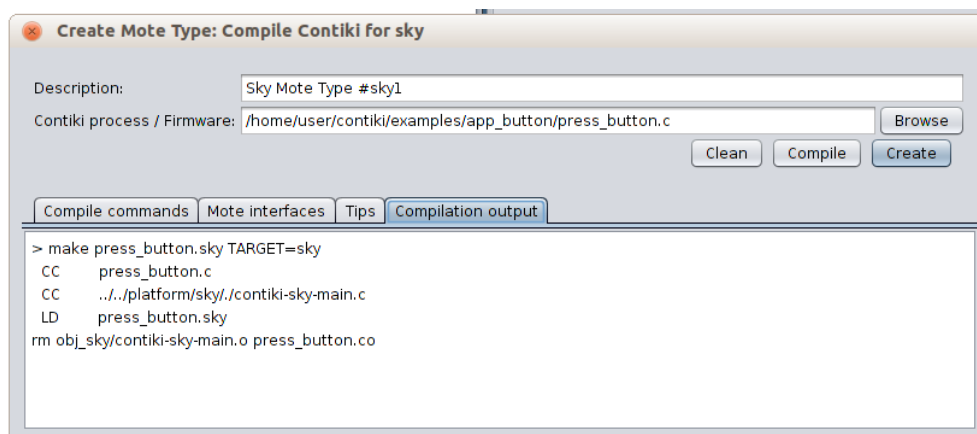 Create Mote Type: Compile Contiki for sky
Description: Sky Mote Type #sky1
Contiki process / Firmware: /home/user/contiki/examples/app_button/press_button.c Browse
Clean Compile Create
Compile commands Mote interfaces Tips Compilation output
> make press_button.sky TARGET=sky
CC press_button.c
CC ../../platform/sky/./contiki-sky-main.c
LD press_button.sky
rm obj_sky/contiki-sky-main.o press_button.co